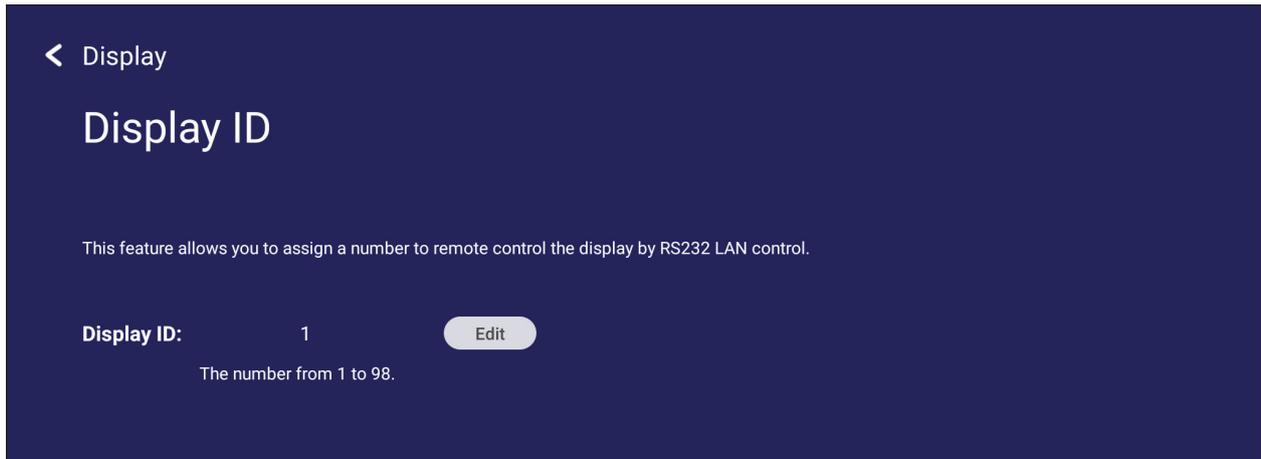 Display
Display ID
This feature allows you to assign a number to remote control the display by RS232 LAN control.
Display ID: 1 Edit
The number from 1 to 98.